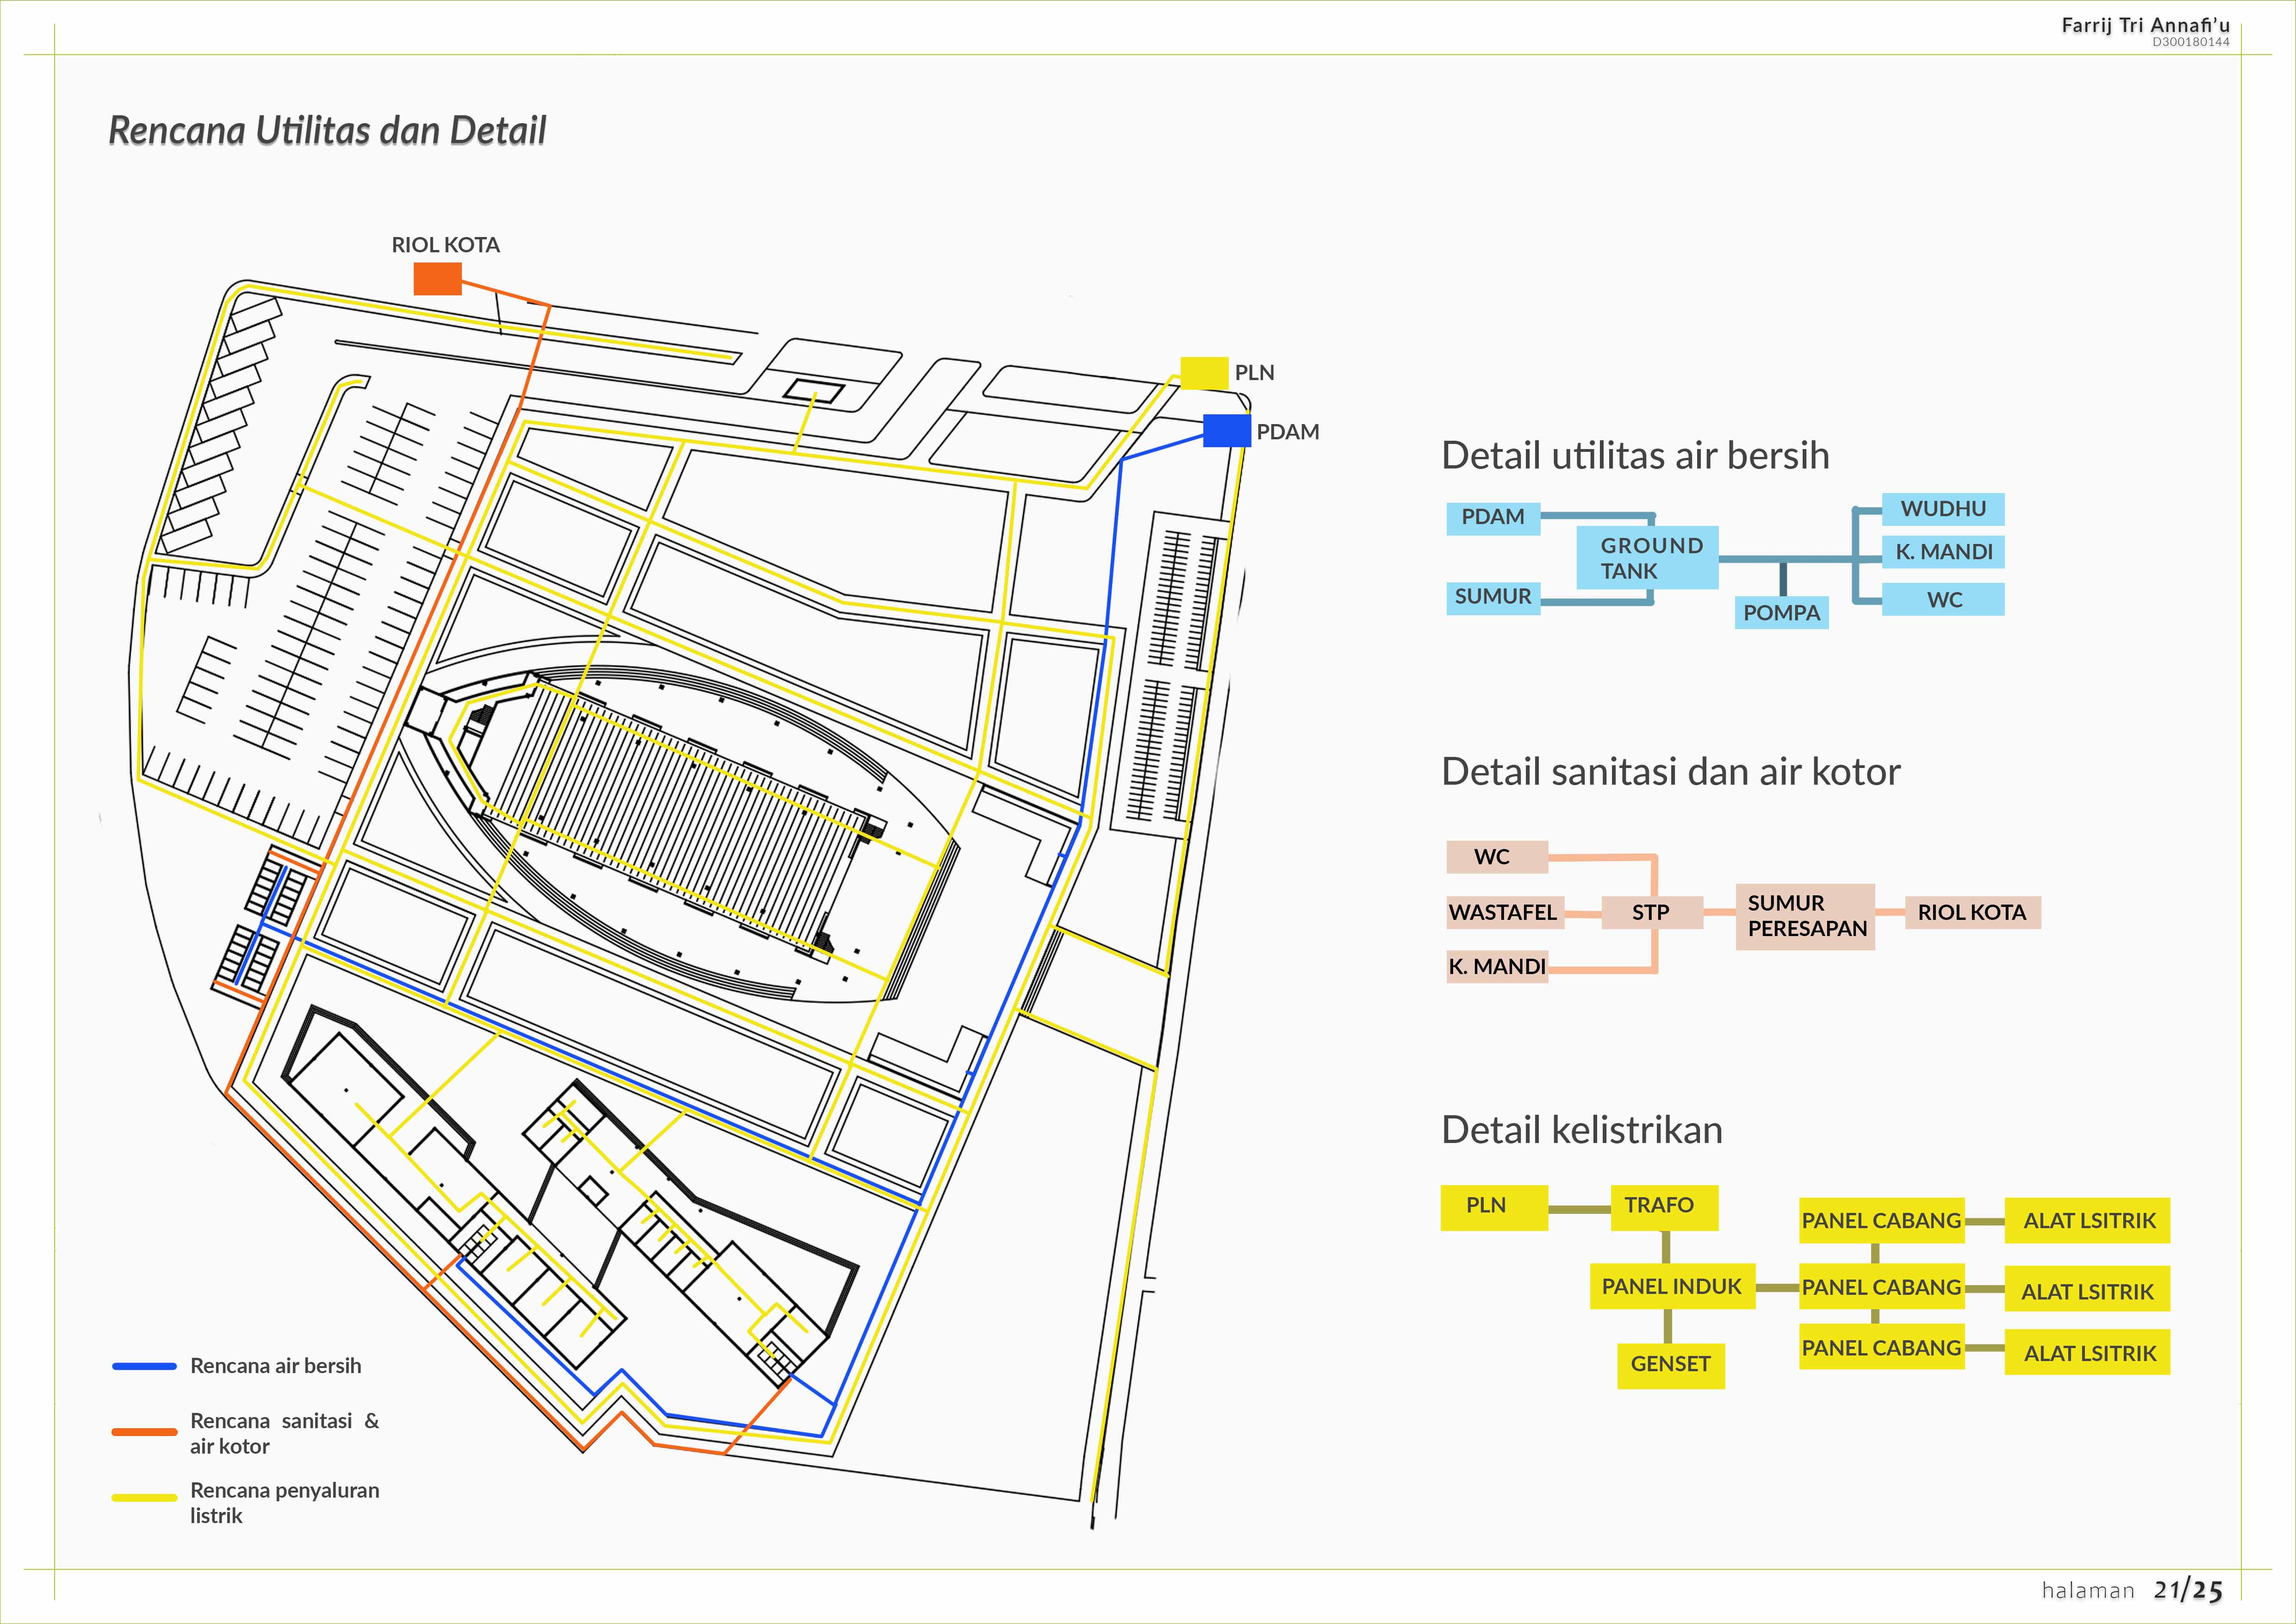 Farrij Tri Annafi'u
D300180144
Rencana Utilitas dan Detail
RIOL KOTA
PLN
PDAM
Rencana air bersih
Rencana sanitasi &
air kotor
Rencana penyaluran
listrik
Detail utilitas air bersih
PDAM
SUMUR
GROUND
TANK
POMPA
WUDHU
K. MANDI
WC
Detail sanitasi dan air kotor
WC
WASTAFEL
K. MANDI
STP
SUMUR
PERESAPAN
RIOL KOTA
Detail kelistrikan
PLN
TRAFO
PANEL INDUK
GENSET
PANEL CABANG
ALAT LSITRIK
PANEL CABANG
ALAT LSITRIK
PANEL CABANG
ALAT LSITRIK
halaman 21/25